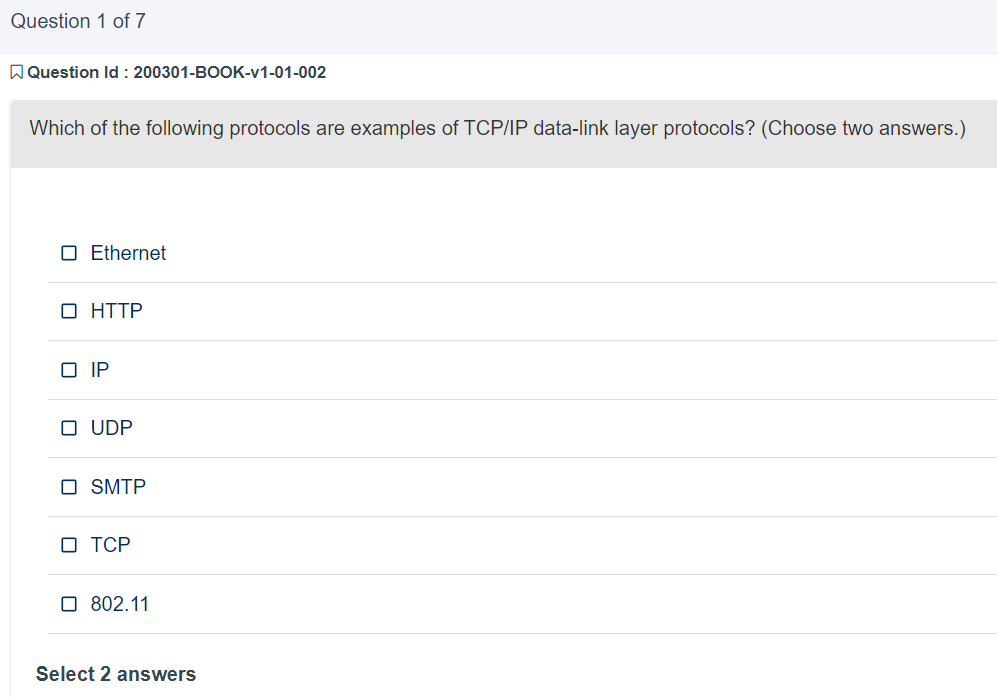 Question 1 of 7
Question Id : 200301-BOOK-v1-01-002
Which of the following protocols are examples of TCP/IP data-link layer protocols? (Choose two answers.)
Ethernet
HTTP
IP
UDP
SMTP
TCP
802.11
Select 2 answers